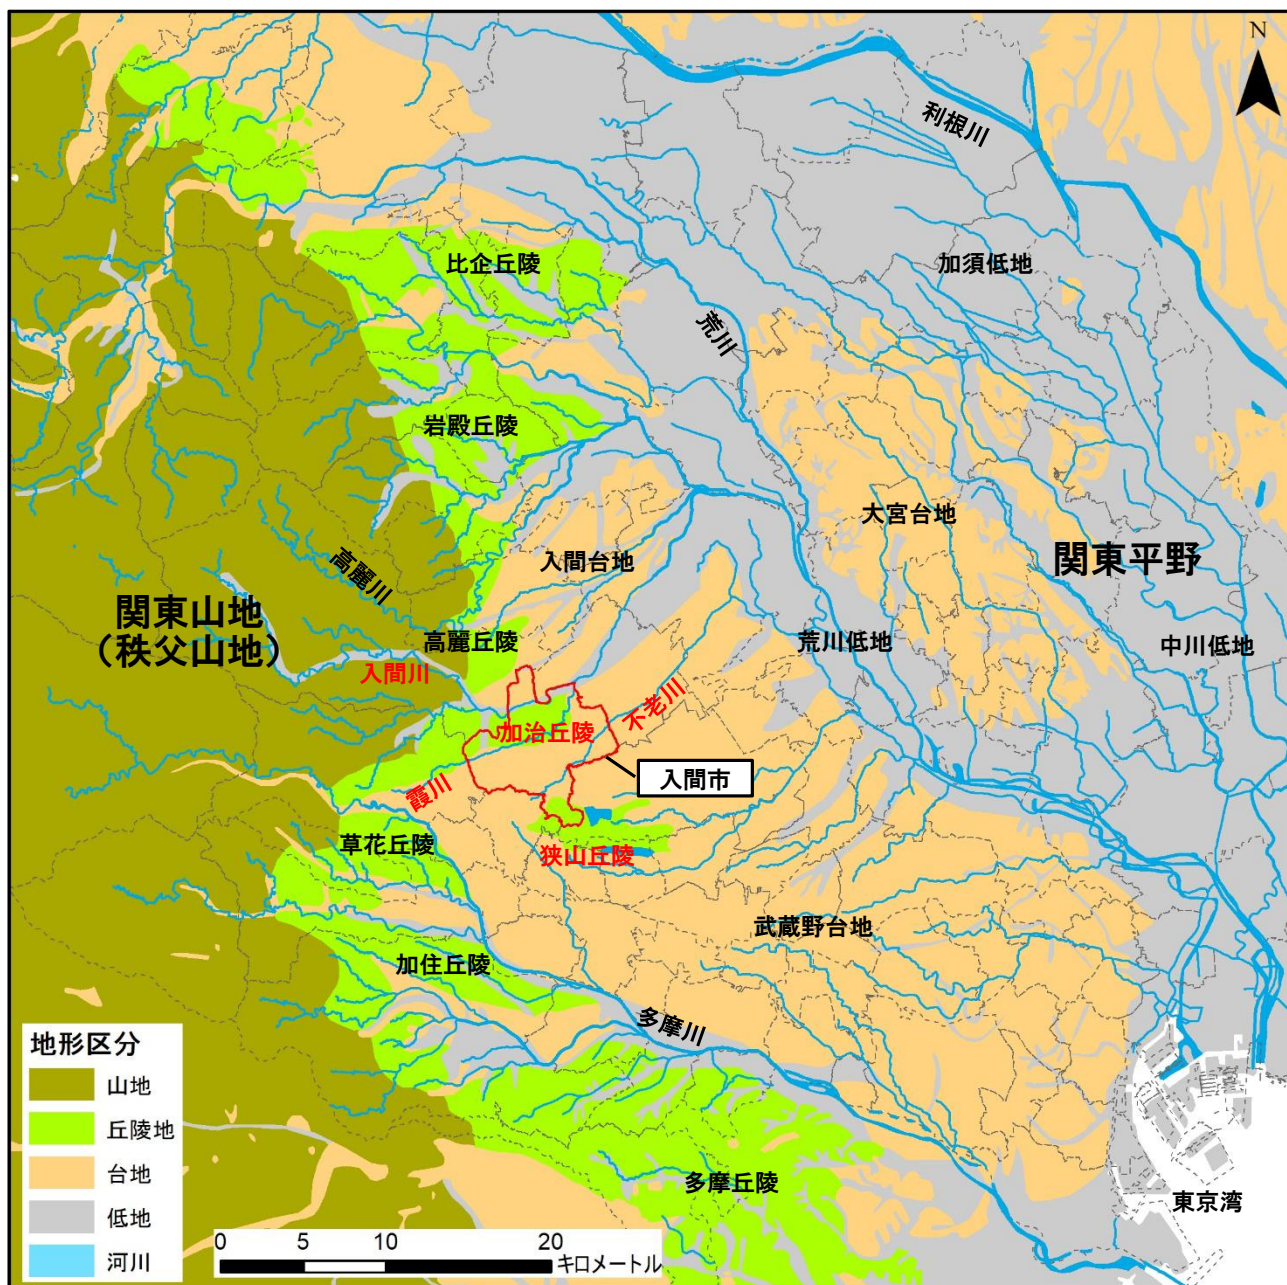 N
利根川
比企丘陵
加須低地
荒川
岩殿丘陵
大宮台地
入間台地
関東平野
高麗川
関東山地
（秩父山地）
高麗丘陵
荒川低地
中川低地
入間川
不老川
加治丘陵
入間市
霞川
草花丘陵
狭山丘陵
武蔵野台地
加住丘陵
多摩川
多摩丘陵
東京湾
地形区分
山地
丘陵地
台地
低地
河川
0 5 10 20
キロメートル